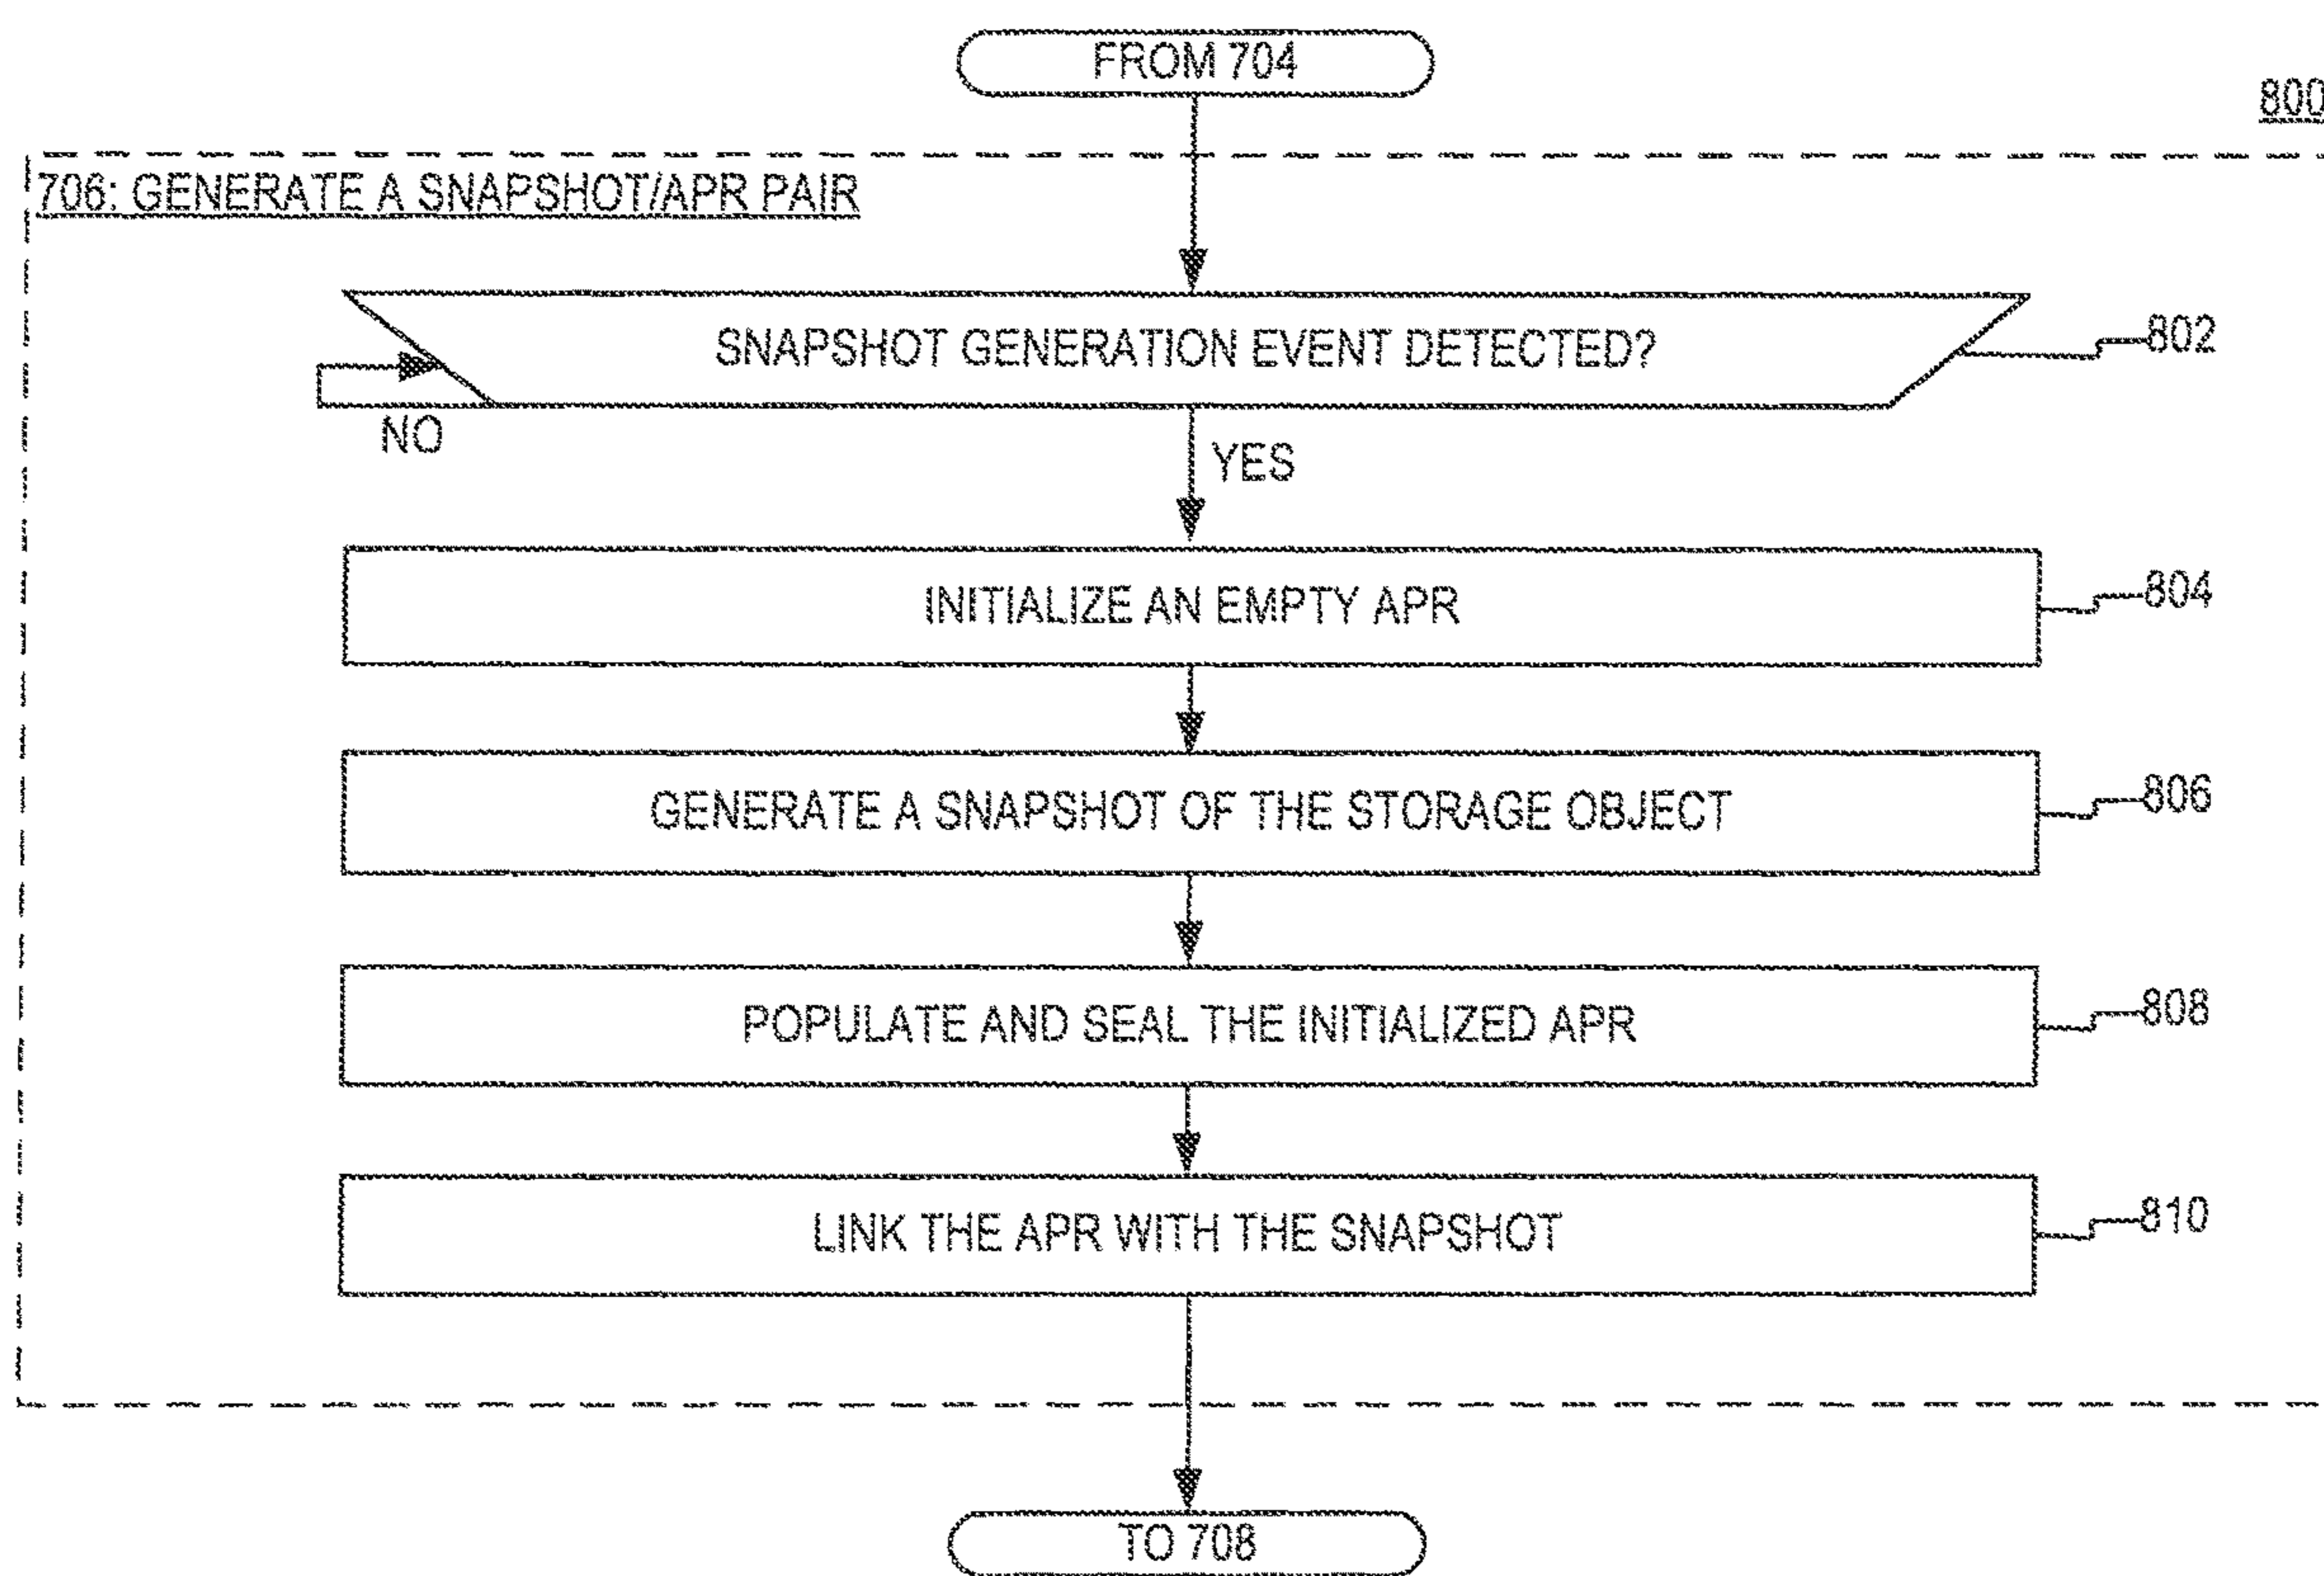 FROM 704
800
706: GENERATE A SNAPSHOT/APR PAIR
SNAPSHOT GENERATION EVENT DETECTED?
802
NO
YES
INITIALIZE AN EMPTY APR
804
GENERATE A SNAPSHOT OF THE STORAGE OBJECT
806
POPULATE AND SEAL THE INITIALIZED APR
808
LINK THE APR WITH THE SNAPSHOT
810
TO 708